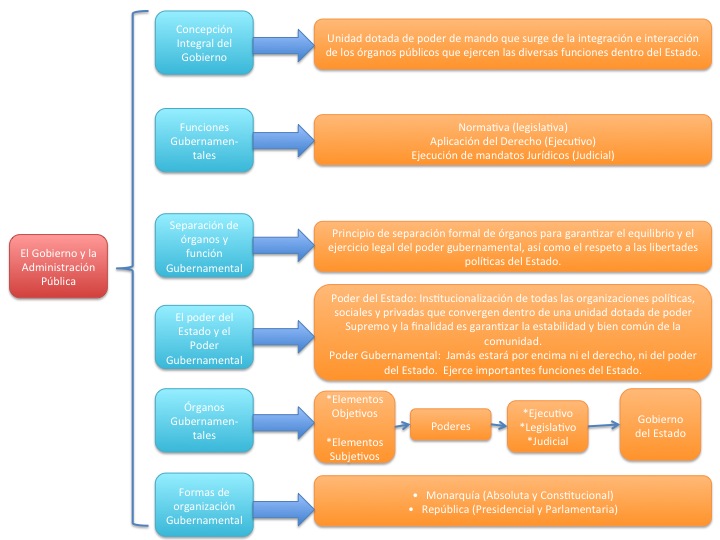 El Gobierno y la
Administración
Pública
Concepción
Integral del
Gobierno
Unidad dotada de poder de mando que surge de la integración e interacción
de los órganos públicos que ejercen las diversas funciones dentro del Estado.
Funciones
Gubernamen-
tales
Normativa (legislativa)
Aplicación del Derecho (Ejecutivo)
Ejecución de mandatos Jurídicos (Judicial)
Separación de
órganos y
función
Gubernamental
Principio de separación formal de órganos para garantizar el equilibrio y el
ejercicio legal del poder gubernamental, así como el respeto a las libertades
políticas del Estado.
El poder del
Estado y el
Poder
Gubernamental
Poder del Estado: Institucionalización de todas las organizaciones políticas,
sociales y privadas que convergen dentro de una unidad dotada de poder
Supremo y la finalidad es garantizar la estabilidad y bien común de la
comunidad.
Poder Gubernamental: Jamás estará por encima ni el derecho, ni del poder
del Estado. Ejerce importantes funciones del Estado.
Órganos
Gubernamen-
tales
*Elementos
Objetivos
*Elementos
Subjetivos
Poderes
*Ejecutivo
*Legislativo
*Judicial
Gobierno
del Estado
Formas de
organización
Gubernamental
• Monarquía (Absoluta y Constitucional)
• República (Presidencial y Parlamentaria)